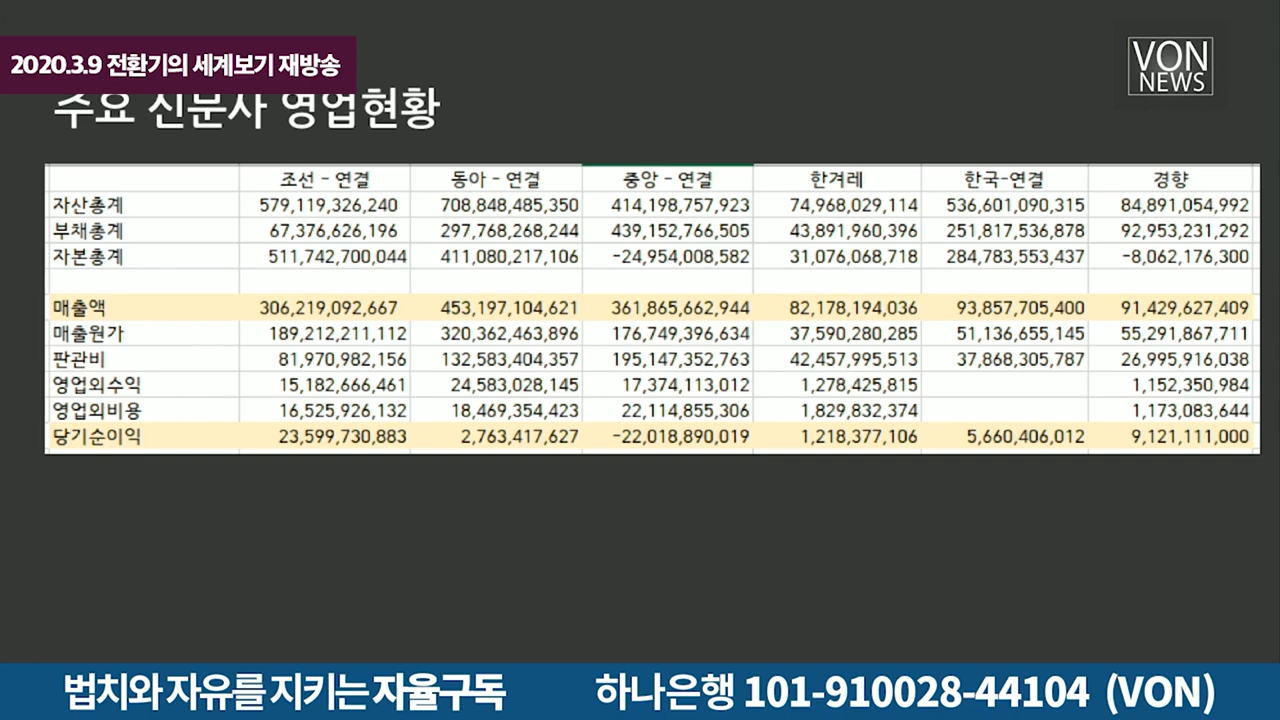 2020.3.9 전환기의 세계보기 재방송
VON
NEWS
주요 신문사 영업현황
조선 - 연결 동아 - 연결 중앙 - 연결 한겨레 한국-연결 경향
자산총계 579,119,326,240 708,848,485,350 414,198,757,923 74,968,029,114 536,601,090,315 84,891,054,992
부채총계 67,376,626,196 297,768,268,244 439,152,766,505 43,891,960,396 251,817,536,878 92,953,231,292
자본총계 511,742,700,044 411,080,217,106 -24,954,008,582 31,076,068,718 284,783,553,437 -8,062,176,300
매출액 306,219,092,667 453,197,104,621 361,865,662,944 82,178,194,036 93,857,705,400 91,429,627,409
매출원가 189,212,211,112 320,362,463,896 176,749,396,634 37,590,280,285 51,136,655,145 55,291,867,711
판관비 81,970,982,156 132,583,404,357 195,147,352,763 42,457,995,513 37,868,305,787 26,995,916,038
영업외수익 15,182,666,461 24,583,028,145 17,374,113,012 1,278,425,815 1,152,350,984
영업외비용 16,525,926,132 18,469,354,423 22,114,855,306 1,829,832,374 1,173,083,644
당기순이익 23,599,730,883 2,763,417,627 -22,018,890,019 1,218,377,106 5,660,406,012 9,121,111,000
법치와 자유를 지키는 자율구독 하나은행 101-910028-44104 (VON)